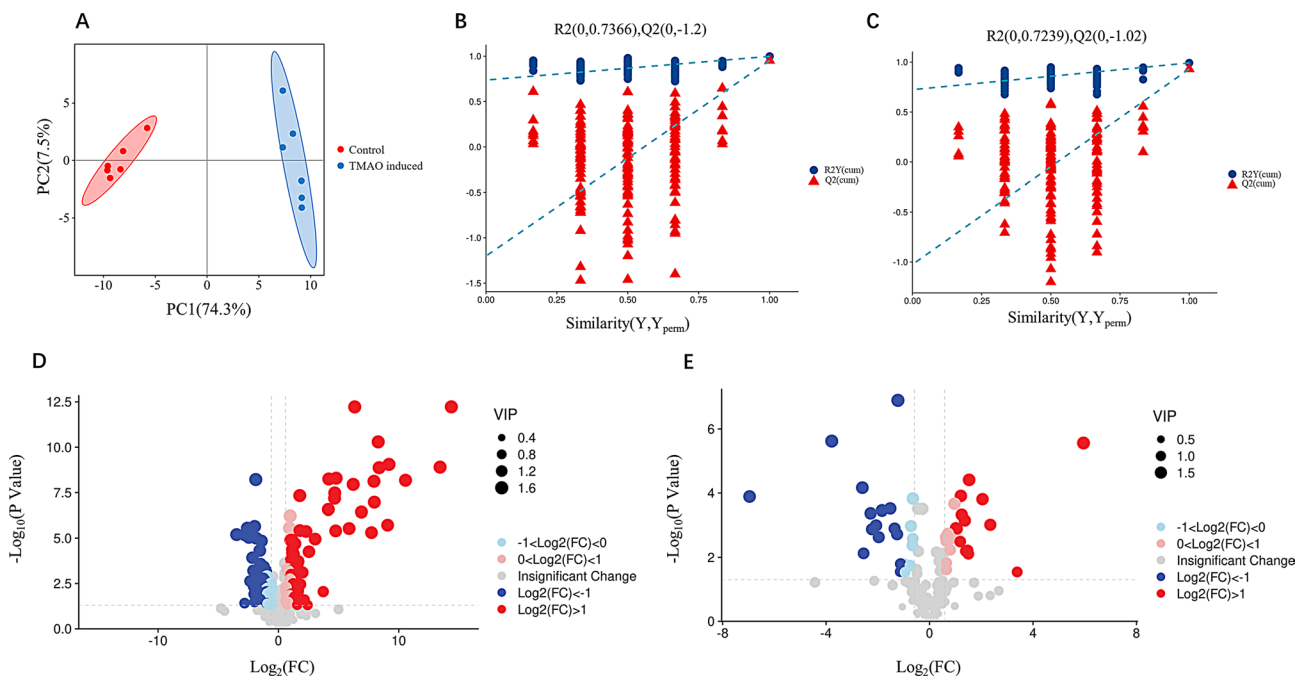 A
B
C
R2(0,0.7366),Q2(0,-1.2)
R2(0,0.7239),Q2(0,-1.02)
5
0
-5
PC2(7.5%)
-10
-5
0
5
10
PC1(74.3%)
Control
TMAO induced
1.0
0.5
0.0
-0.5
-1.0
-1.5
0.00
0.25
0.50
0.75
1.00
Similarity(Y,Yperm)
R2Y(cum)
Q2(cum)
1.0
0.5
0.0
-0.5
-1.0
0.00
0.25
0.50
0.75
1.00
Similarity(Y,Yperm)
R2Y(cum)
Q2(cum)
D
E
12.5
10.0
7.5
5.0
2.5
0.0
-Log10(P Value)
-10
0
10
Log2(FC)
VIP
0.4
0.8
1.2
1.6
-1<Log2(FC)<0
0<Log2(FC)<1
Insignificant Change
Log2(FC)<-1
Log2(FC)>1
6
4
2
0
-Log10(P Value)
-8
-4
0
4
8
Log2(FC)
VIP
0.5
1.0
1.5
-1<Log2(FC)<0
0<Log2(FC)<1
Insignificant Change
Log2(FC)<-1
Log2(FC)>1